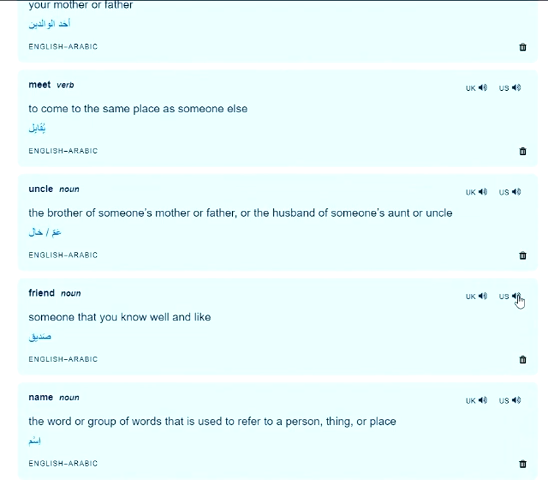 your mother or father
أحد الوالدين
ENGLISH–ARABIC
meet verb
UK US
to come to the same place as someone else
يُقَابِل
ENGLISH–ARABIC
uncle noun
UK US
the brother of someone's mother or father, or the husband of someone's aunt or uncle
عَمّ / خال
ENGLISH–ARABIC
friend noun
UK US
someone that you know well and like
صَديق
ENGLISH–ARABIC
name noun
UK US
the word or group of words that is used to refer to a person, thing, or place
اِسْم
ENGLISH–ARABIC